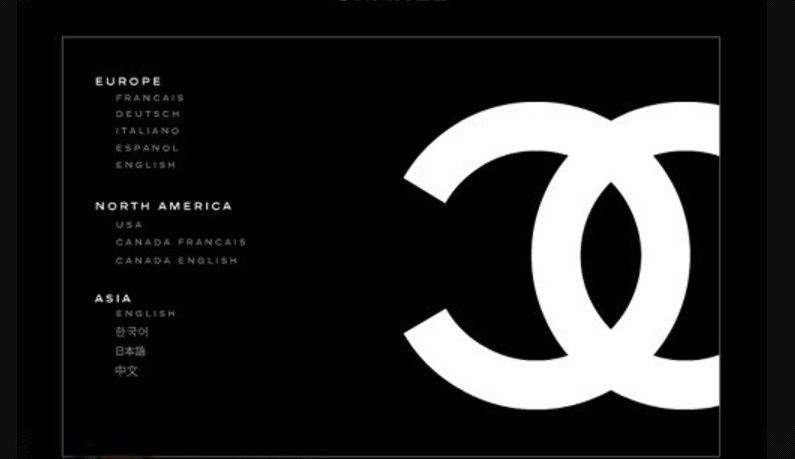 EUROPE
FRANCAIS
DEUTSCH
ITALIANO
ESPANOL
ENGLISH
NORTH AMERICA
USA
CANADA FRANCAIS
CANADA ENGLISH
ASIA
ENGLISH
한국어
日本語
中文